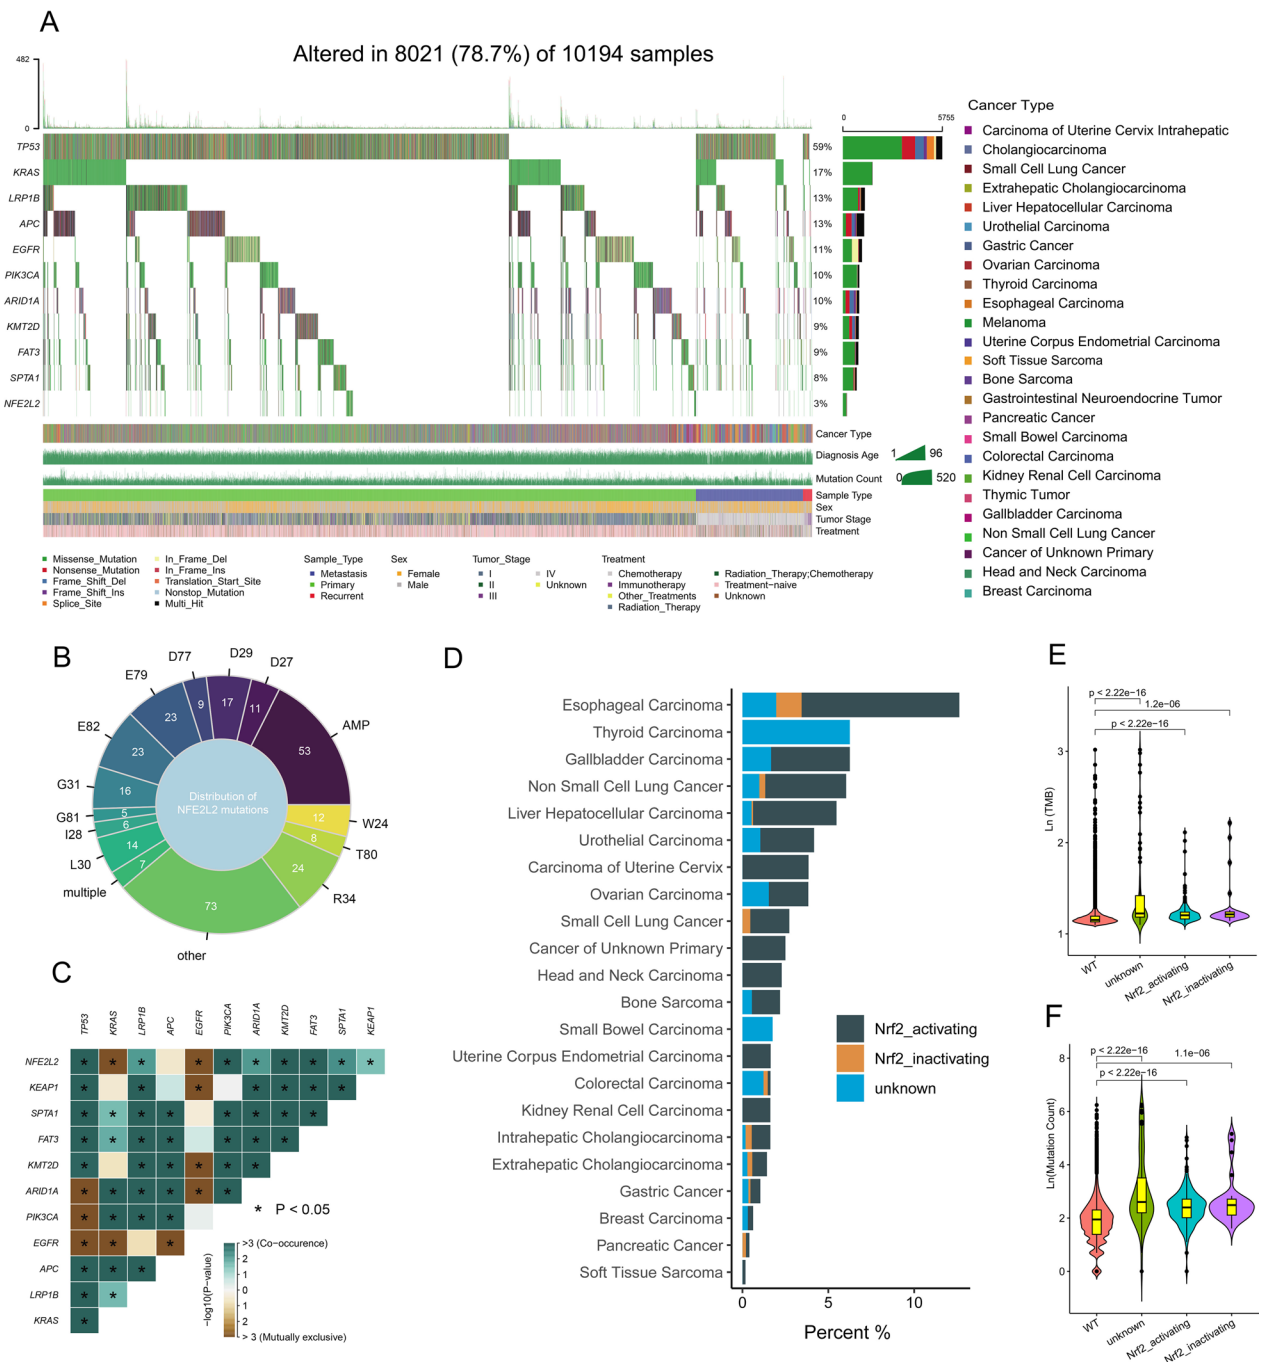 A
Altered in 8021 (78.7%) of 10194 samples
482
0
TP53
KRAS
LRP1B
APC
EGFR
PIK3CA
ARID1A
KMT2D
FAT3
SPTA1
NFE2L2
59%
17%
13%
13%
11%
10%
10%
9%
9%
8%
3%
0 5755
Cancer Type
Diagnosis Age 1 96
Mutation Count 0 520
Sample Type
Sex
Tumor Stage
Treatment
Missense_Mutation
Nonsense_Mutation
Frame_Shift_Del
Frame_Shift_Ins
Splice_Site
In_Frame_Del
In_Frame_Ins
Translation_Start_Site
Nonstop_Mutation
Multi_Hit
Sample_Type
Metastasis
Primary
Recurrent
Sex
Female
Male
Tumor_Stage
I
II
III
IV
Unknown
Treatment
Chemotherapy
Immunotherapy
Other_Treatments
Radiation_Therapy
Radiation_Therapy;Chemotherapy
Treatment-naive
Unknown
Cancer Type
Carcinoma of Uterine Cervix Intrahepatic
Cholangiocarcinoma
Small Cell Lung Cancer
Extrahepatic Cholangiocarcinoma
Liver Hepatocellular Carcinoma
Urothelial Carcinoma
Gastric Cancer
Ovarian Carcinoma
Thyroid Carcinoma
Esophageal Carcinoma
Melanoma
Uterine Corpus Endometrial Carcinoma
Soft Tissue Sarcoma
Bone Sarcoma
Gastrointestinal Neuroendocrine Tumor
Pancreatic Cancer
Small Bowel Carcinoma
Colorectal Carcinoma
Kidney Renal Cell Carcinoma
Thymic Tumor
Gallbladder Carcinoma
Non Small Cell Lung Cancer
Cancer of Unknown Primary
Head and Neck Carcinoma
Breast Carcinoma
B
D77
D29
D27
E79
E82
G31
G81
I28
L30
multiple
other
R34
T80
W24
AMP
9
17
11
23
23
16
5
6
14
7
73
24
8
12
53
Distribution of
NFE2L2 mutations
C
TP53
KRAS
LRP1B
APC
EGFR
PIK3CA
ARID1A
KMT2D
FAT3
SPTA1
KEAP1
NFE2L2 * * * * * * * * * *
KEAP1 * * * * * * *
SPTA1 * * * * * * * *
FAT3 * * * * * * *
KMT2D * * * * * *
ARID1A * * * * * *
PIK3CA * * * *
EGFR * * *
APC * * *
LRP1B * *
KRAS *
* P < 0.05
−log10(P−value)
>3 (Co−occurence)
2
1
0
1
2
> 3 (Mutually exclusive)
D
Esophageal Carcinoma
Thyroid Carcinoma
Gallbladder Carcinoma
Non Small Cell Lung Cancer
Liver Hepatocellular Carcinoma
Urothelial Carcinoma
Carcinoma of Uterine Cervix
Ovarian Carcinoma
Small Cell Lung Cancer
Cancer of Unknown Primary
Head and Neck Carcinoma
Bone Sarcoma
Small Bowel Carcinoma
Uterine Corpus Endometrial Carcinoma
Colorectal Carcinoma
Kidney Renal Cell Carcinoma
Intrahepatic Cholangiocarcinoma
Extrahepatic Cholangiocarcinoma
Gastric Cancer
Breast Carcinoma
Pancreatic Cancer
Soft Tissue Sarcoma
Nrf2_activating
Nrf2_inactivating
unknown
0 5 10
Percent %
E
p < 2.22e−16
1.2e−06
p < 2.22e−16
Ln (TMB)
3
2
1
WT
unknown
Nrf2_activating
Nrf2_inactivating
F
p < 2.22e−16
1.1e−06
p < 2.22e−16
Ln(Mutation Count)
8
6
4
2
0
WT
unknown
Nrf2_activating
Nrf2_inactivating